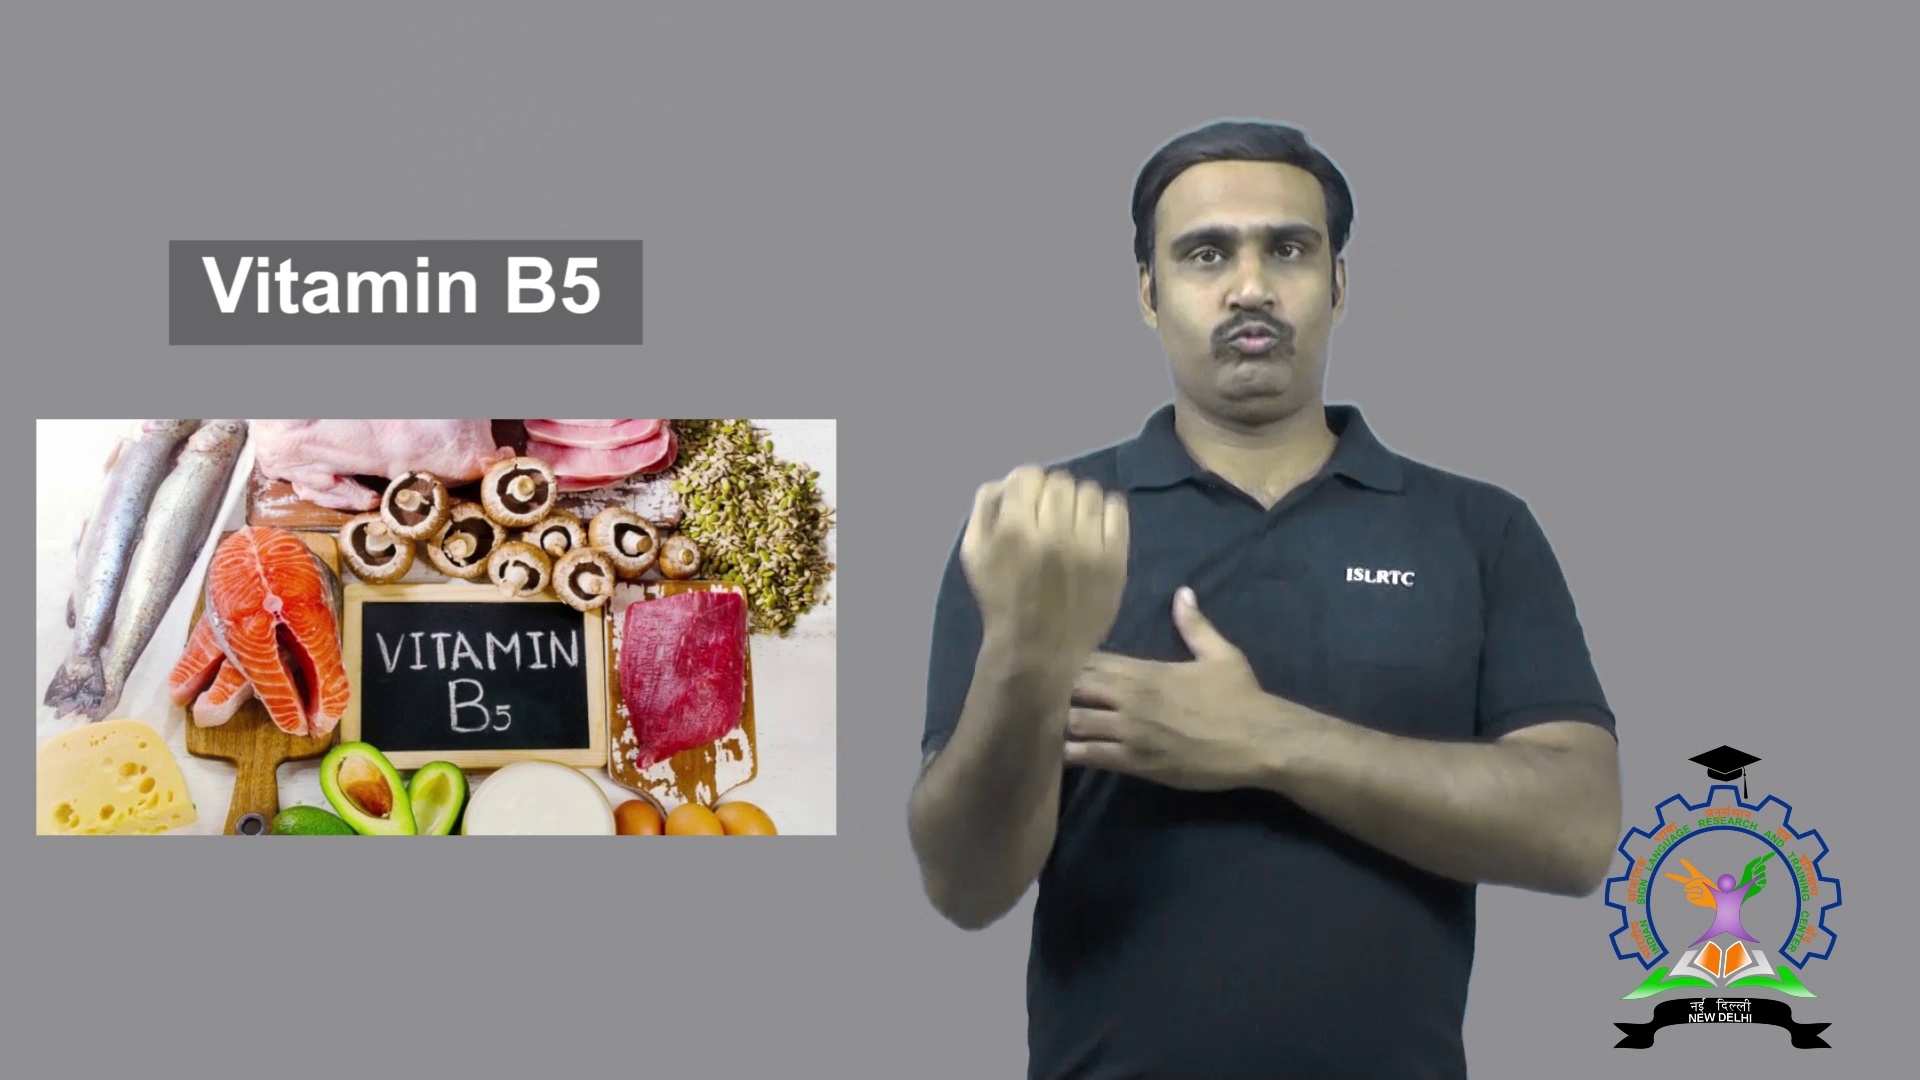 Vitamin B5
VITAMIN
B5
ISLRTC
INDIAN SIGN LANGUAGE RESEARCH AND TRAINING CENTER
नई दिल्ली
NEW DELHI